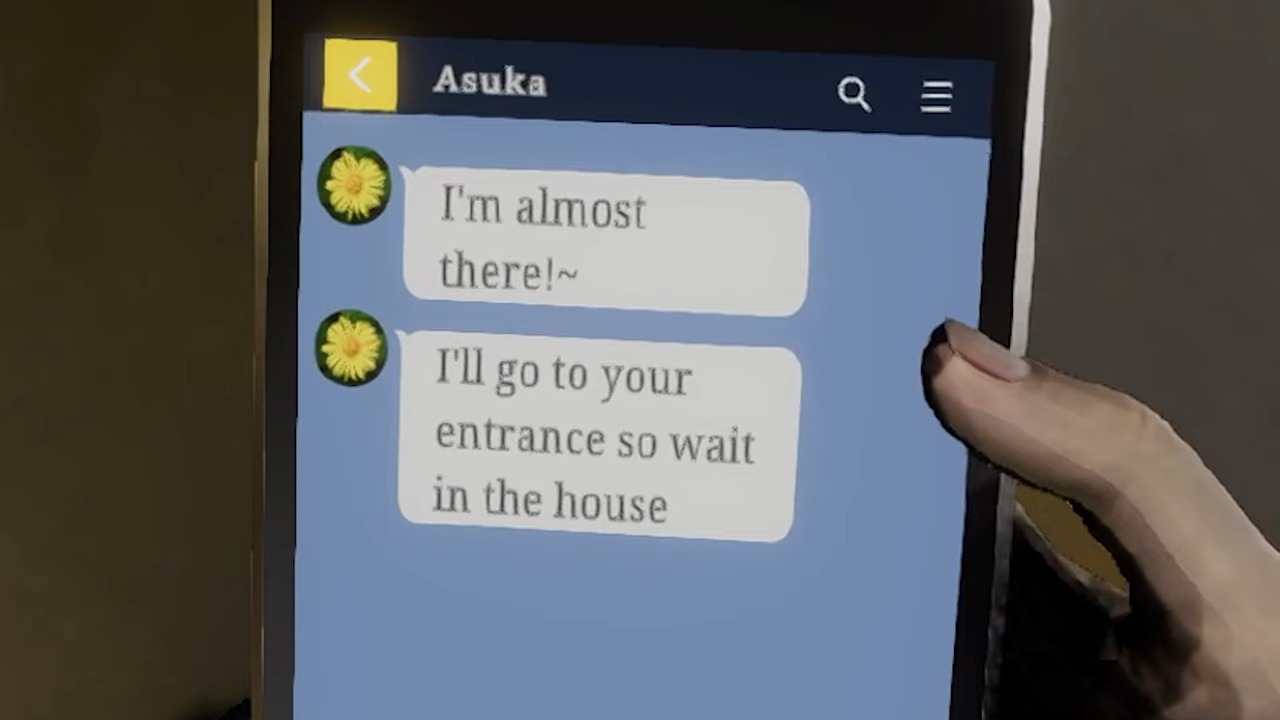 Asuka
I'm almost
there!~
I'll go to your
entrance so wait
in the house